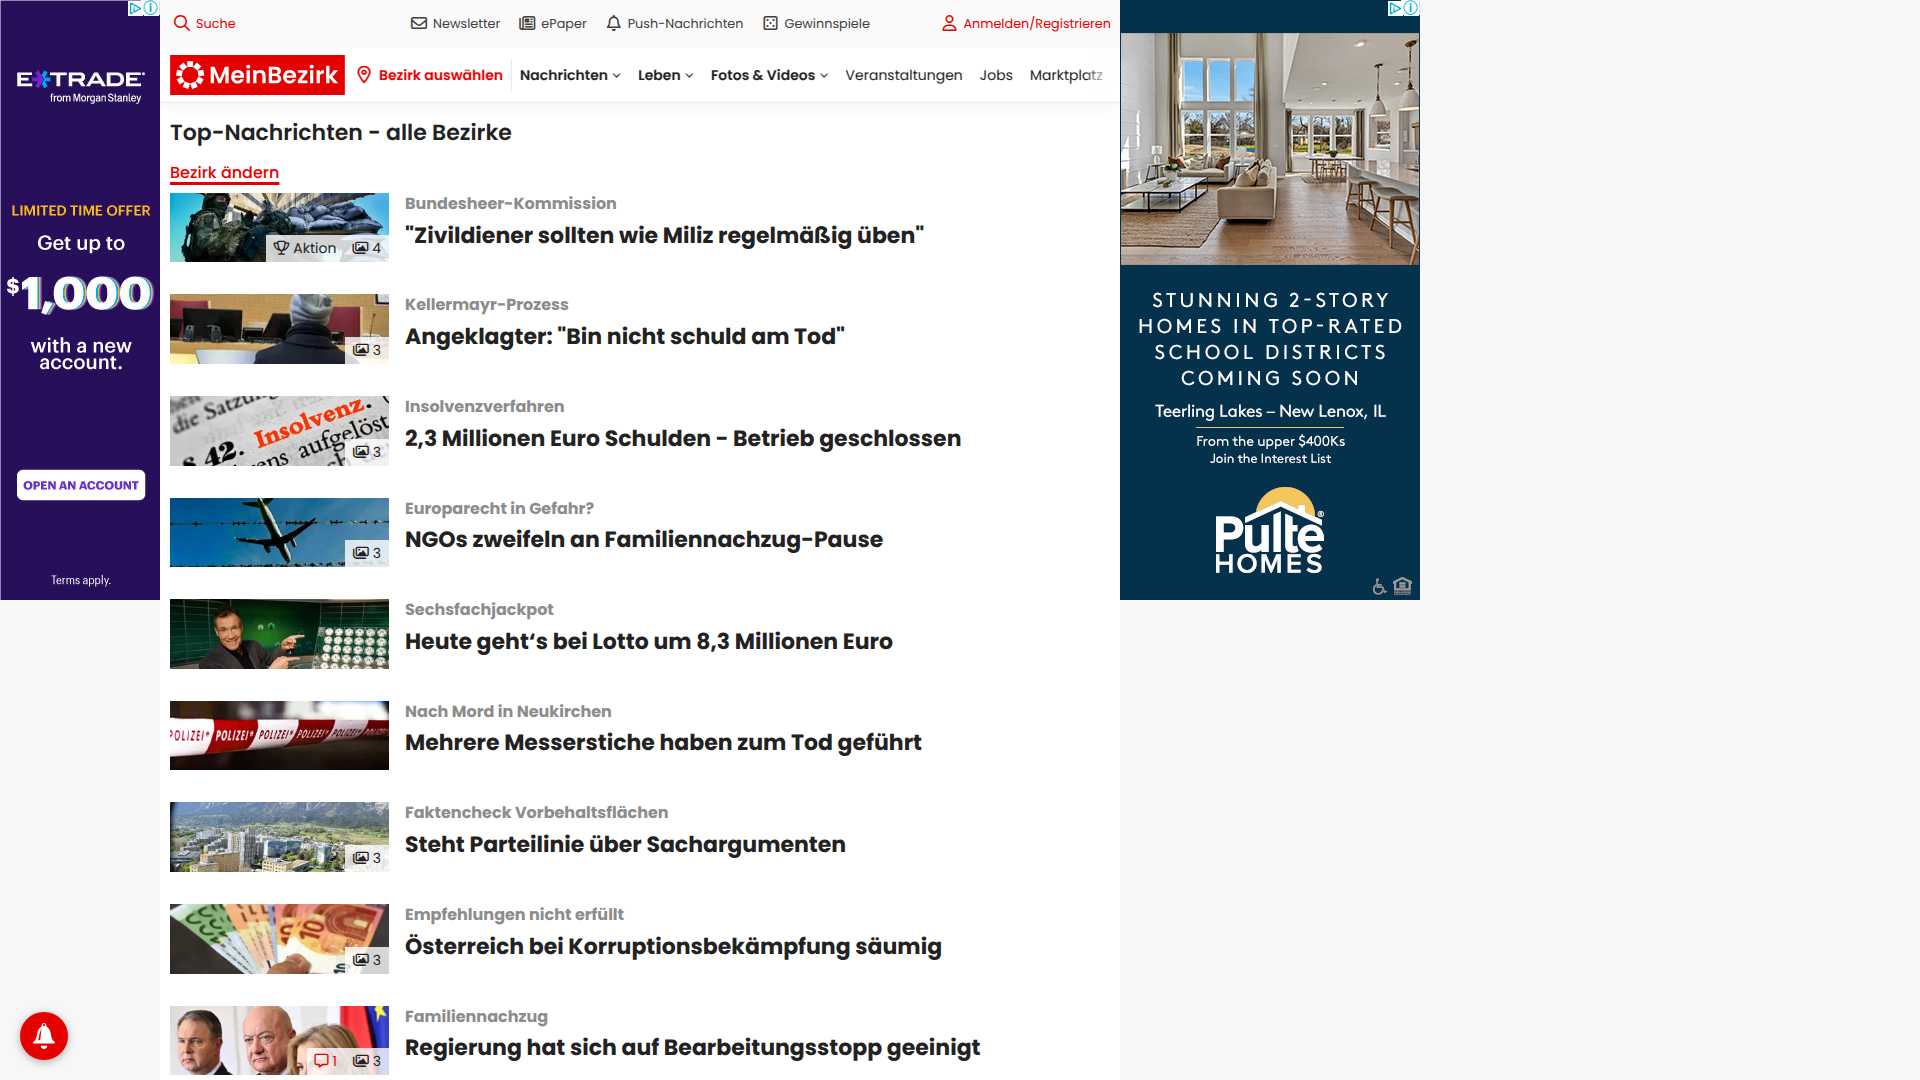 Suche
Newsletter
ePaper
Push-Nachrichten
Gewinnspiele
Anmelden/Registrieren
MeinBezirk
Bezirk auswählen
Nachrichten
Leben
Fotos & Videos
Veranstaltungen
Jobs
Marktplatz
Top-Nachrichten - alle Bezirke
Bezirk ändern
Aktion 4
Bundesheer-Kommission
"Zivildiener sollten wie Miliz regelmäßig üben"
3
Kellermayr-Prozess
Angeklagter: "Bin nicht schuld am Tod"
die Satzung
§ 42. Insolvenz.
aufgelöst
3
Insolvenzverfahren
2,3 Millionen Euro Schulden - Betrieb geschlossen
3
Europarecht in Gefahr?
NGOs zweifeln an Familiennachzug-Pause
Sechsfachjackpot
Heute geht‘s bei Lotto um 8,3 Millionen Euro
POLIZEI* POLIZEI* POLIZEI* POLIZEI* POLIZEI*
Nach Mord in Neukirchen
Mehrere Messerstiche haben zum Tod geführt
3
Faktencheck Vorbehaltsflächen
Steht Parteilinie über Sachargumenten
10
3
Empfehlungen nicht erfüllt
Österreich bei Korruptionsbekämpfung säumig
1 3
Familiennachzug
Regierung hat sich auf Bearbeitungsstopp geeinigt
E*TRADE®
from Morgan Stanley
LIMITED TIME OFFER
Get up to
$1,000
with a new
account.
OPEN AN ACCOUNT
Terms apply.
STUNNING 2-STORY
HOMES IN TOP-RATED
SCHOOL DISTRICTS
COMING SOON
Teerling Lakes – New Lenox, IL
From the upper $400Ks
Join the Interest List
Pulte®
HOMES